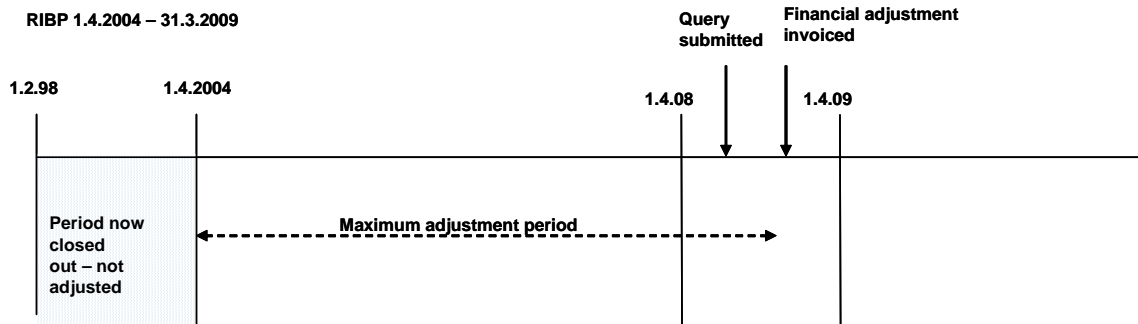 RIBP 1.4.2004 – 31.3.2009
Query
submitted
Financial adjustment
invoiced
1.2.98
1.4.2004
1.4.08
1.4.09
Period now
closed
out – not
adjusted
Maximum adjustment period